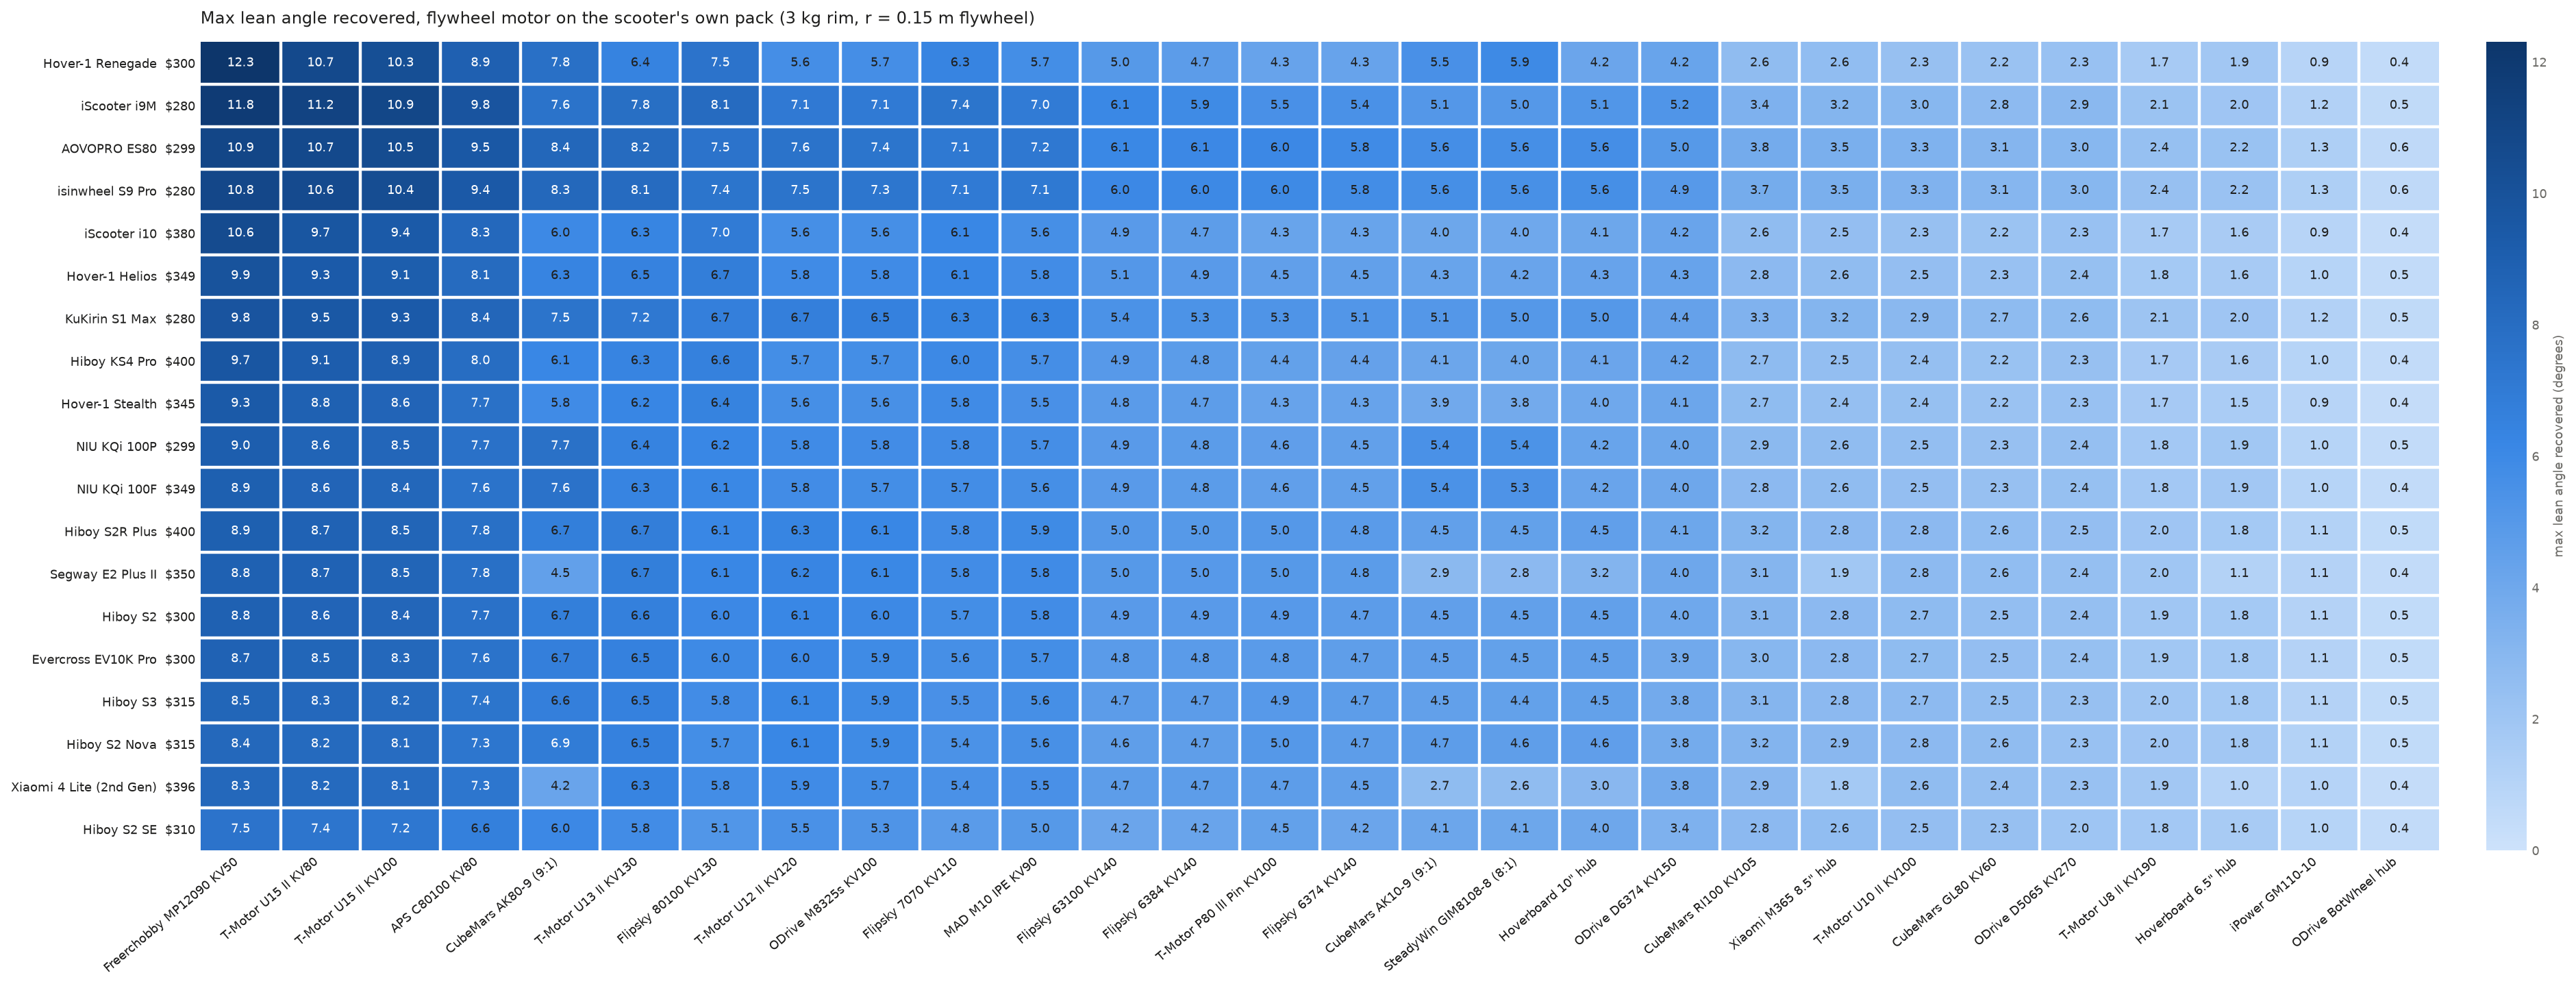 Max lean angle recovered, flywheel motor on the scooter's own pack (3 kg rim, r = 0.15 m flywheel)
Hover-1 Renegade $300 12.3 10.7 10.3 8.9 7.8 6.4 7.5 5.6 5.7 6.3 5.7 5.0 4.7 4.3 4.3 5.5 5.9 4.2 4.2 2.6 2.6 2.3 2.2 2.3 1.7 1.9 0.9 0.4
iScooter i9M $280 11.8 11.2 10.9 9.8 7.6 7.8 8.1 7.1 7.1 7.4 7.0 6.1 5.9 5.5 5.4 5.1 5.0 5.1 5.2 3.4 3.2 3.0 2.8 2.9 2.1 2.0 1.2 0.5
AOVOPRO ES80 $299 10.9 10.7 10.5 9.5 8.4 8.2 7.5 7.6 7.4 7.1 7.2 6.1 6.1 6.0 5.8 5.6 5.6 5.6 5.0 3.8 3.5 3.3 3.1 3.0 2.4 2.2 1.3 0.6
isinwheel S9 Pro $280 10.8 10.6 10.4 9.4 8.3 8.1 7.4 7.5 7.3 7.1 7.1 6.0 6.0 6.0 5.8 5.6 5.6 5.6 4.9 3.7 3.5 3.3 3.1 3.0 2.4 2.2 1.3 0.6
iScooter i10 $380 10.6 9.7 9.4 8.3 6.0 6.3 7.0 5.6 5.6 6.1 5.6 4.9 4.7 4.3 4.3 4.0 4.0 4.1 4.2 2.6 2.5 2.3 2.2 2.3 1.7 1.6 0.9 0.4
Hover-1 Helios $349 9.9 9.3 9.1 8.1 6.3 6.5 6.7 5.8 5.8 6.1 5.8 5.1 4.9 4.5 4.5 4.3 4.2 4.3 4.3 2.8 2.6 2.5 2.3 2.4 1.8 1.6 1.0 0.5
KuKirin S1 Max $280 9.8 9.5 9.3 8.4 7.5 7.2 6.7 6.7 6.5 6.3 6.3 5.4 5.3 5.3 5.1 5.1 5.0 5.0 4.4 3.3 3.2 2.9 2.7 2.6 2.1 2.0 1.2 0.5
Hiboy KS4 Pro $400 9.7 9.1 8.9 8.0 6.1 6.3 6.6 5.7 5.7 6.0 5.7 4.9 4.8 4.4 4.4 4.1 4.0 4.1 4.2 2.7 2.5 2.4 2.2 2.3 1.7 1.6 1.0 0.4
Hover-1 Stealth $345 9.3 8.8 8.6 7.7 5.8 6.2 6.4 5.6 5.6 5.8 5.5 4.8 4.7 4.3 4.3 3.9 3.8 4.0 4.1 2.7 2.4 2.4 2.2 2.3 1.7 1.5 0.9 0.4
NIU KQi 100P $299 9.0 8.6 8.5 7.7 7.7 6.4 6.2 5.8 5.8 5.8 5.7 4.9 4.8 4.6 4.5 5.4 5.4 4.2 4.0 2.9 2.6 2.5 2.3 2.4 1.8 1.9 1.0 0.5
NIU KQi 100F $349 8.9 8.6 8.4 7.6 7.6 6.3 6.1 5.8 5.7 5.7 5.6 4.9 4.8 4.6 4.5 5.4 5.3 4.2 4.0 2.8 2.6 2.5 2.3 2.4 1.8 1.9 1.0 0.4
Hiboy S2R Plus $400 8.9 8.7 8.5 7.8 6.7 6.7 6.1 6.3 6.1 5.8 5.9 5.0 5.0 5.0 4.8 4.5 4.5 4.5 4.1 3.2 2.8 2.8 2.6 2.5 2.0 1.8 1.1 0.5
Segway E2 Plus II $350 8.8 8.7 8.5 7.8 4.5 6.7 6.1 6.2 6.1 5.8 5.8 5.0 5.0 5.0 4.8 2.9 2.8 3.2 4.0 3.1 1.9 2.8 2.6 2.4 2.0 1.1 1.1 0.4
Hiboy S2 $300 8.8 8.6 8.4 7.7 6.7 6.6 6.0 6.1 6.0 5.7 5.8 4.9 4.9 4.9 4.7 4.5 4.5 4.5 4.0 3.1 2.8 2.7 2.5 2.4 1.9 1.8 1.1 0.5
Evercross EV10K Pro $300 8.7 8.5 8.3 7.6 6.7 6.5 6.0 6.0 5.9 5.6 5.7 4.8 4.8 4.8 4.7 4.5 4.5 4.5 3.9 3.0 2.8 2.7 2.5 2.4 1.9 1.8 1.1 0.5
Hiboy S3 $315 8.5 8.3 8.2 7.4 6.6 6.5 5.8 6.1 5.9 5.5 5.6 4.7 4.7 4.9 4.7 4.5 4.4 4.5 3.8 3.1 2.8 2.7 2.5 2.3 2.0 1.8 1.1 0.5
Hiboy S2 Nova $315 8.4 8.2 8.1 7.3 6.9 6.5 5.7 6.1 5.9 5.4 5.6 4.6 4.7 5.0 4.7 4.7 4.6 4.6 3.8 3.2 2.9 2.8 2.6 2.3 2.0 1.8 1.1 0.5
Xiaomi 4 Lite (2nd Gen) $396 8.3 8.2 8.1 7.3 4.2 6.3 5.8 5.9 5.7 5.4 5.5 4.7 4.7 4.7 4.5 2.7 2.6 3.0 3.8 2.9 1.8 2.6 2.4 2.3 1.9 1.0 1.0 0.4
Hiboy S2 SE $310 7.5 7.4 7.2 6.6 6.0 5.8 5.1 5.5 5.3 4.8 5.0 4.2 4.2 4.5 4.2 4.1 4.1 4.0 3.4 2.8 2.6 2.5 2.3 2.0 1.8 1.6 1.0 0.4
Freerchobby MP12090 KV50
T-Motor U15 II KV80
T-Motor U15 II KV100
APS C80100 KV80
CubeMars AK80-9 (9:1)
T-Motor U13 II KV130
Flipsky 80100 KV130
T-Motor U12 II KV120
ODrive M8325s KV100
Flipsky 7070 KV110
MAD M10 IPE KV90
Flipsky 63100 KV140
Flipsky 6384 KV140
T-Motor P80 III Pin KV100
Flipsky 6374 KV140
CubeMars AK10-9 (9:1)
SteadyWin GIM8108-8 (8:1)
Hoverboard 10" hub
ODrive D6374 KV150
CubeMars RI100 KV105
Xiaomi M365 8.5" hub
T-Motor U10 II KV100
CubeMars GL80 KV60
ODrive D5065 KV270
T-Motor U8 II KV190
Hoverboard 6.5" hub
iPower GM110-10
ODrive BotWheel hub
12
10
8
6
4
2
0
max lean angle recovered (degrees)